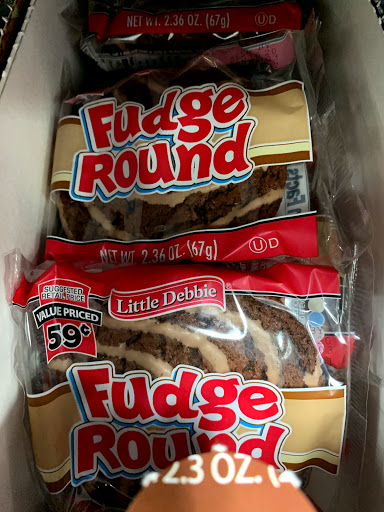 NET WT. 2.36 OZ. (67g) U D
Fudge
ROUND
NET WT. 2.36 OZ. (67g) U D
SUGGESTED
RETAIL PRICE
VALUE PRICED
59¢
Little Debbie®
Fudge
ROUND
2.3 OZ. (